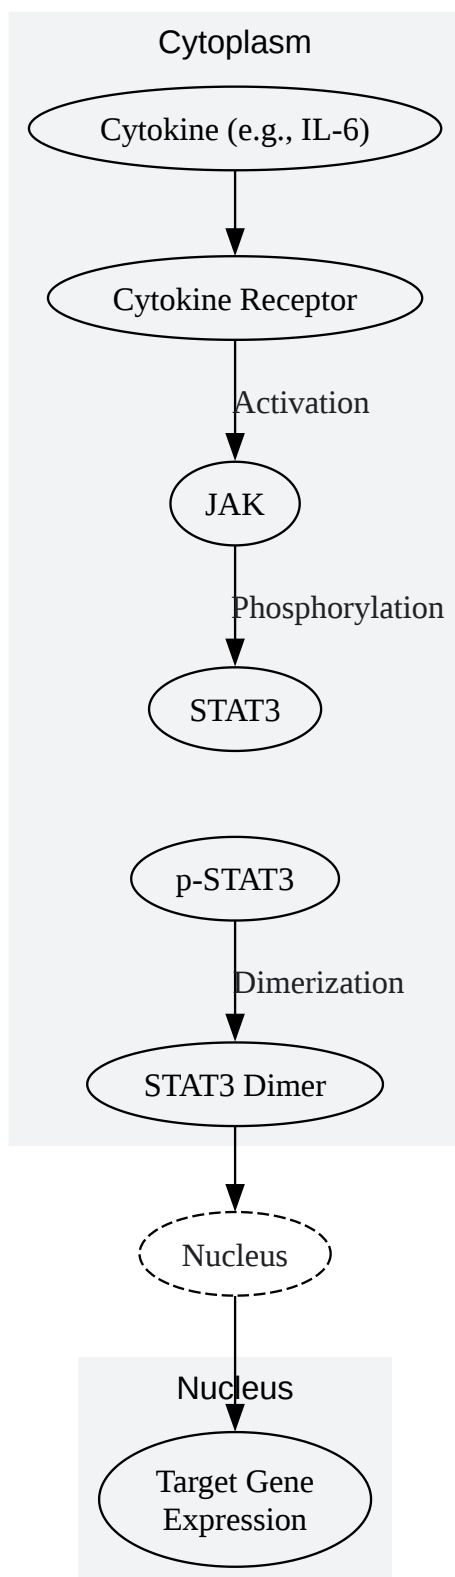 Cytoplasm
Cytokine (e.g., IL-6)
Cytokine Receptor
Activation
JAK
Phosphorylation
STAT3
p-STAT3
Dimerization
STAT3 Dimer
Nucleus
Nucleus
Target Gene
Expression